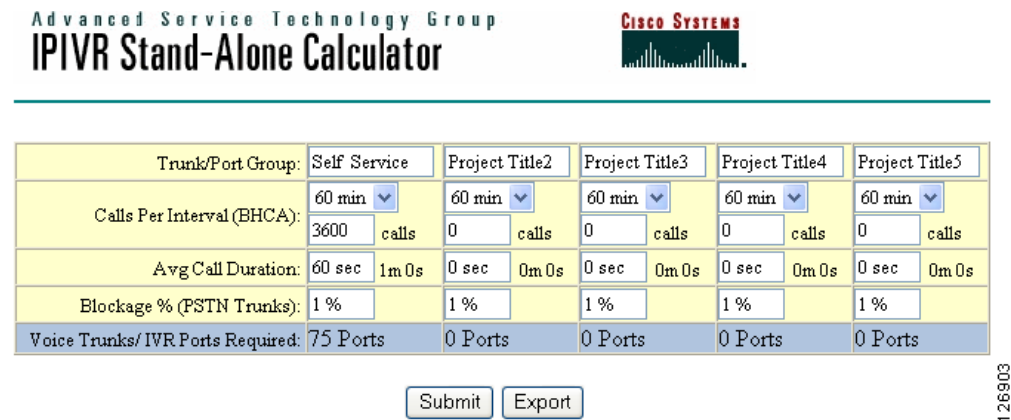 Advanced Service Technology Group
IPIVR Stand-Alone Calculator
CISCO SYSTEMS
Trunk/Port Group: Self Service Project Title2 Project Title3 Project Title4 Project Title5
Calls Per Interval (BHCA): 60 min 60 min 60 min 60 min 60 min
3600 calls 0 calls 0 calls 0 calls 0 calls
Avg Call Duration: 60 sec 1m 0s 0 sec 0m 0s 0 sec 0m 0s 0 sec 0m 0s 0 sec 0m 0s
Blockage % (PSTN Trunks): 1 % 1 % 1 % 1 % 1 %
Voice Trunks/ IVR Ports Required: 75 Ports 0 Ports 0 Ports 0 Ports 0 Ports
Submit Export
126903